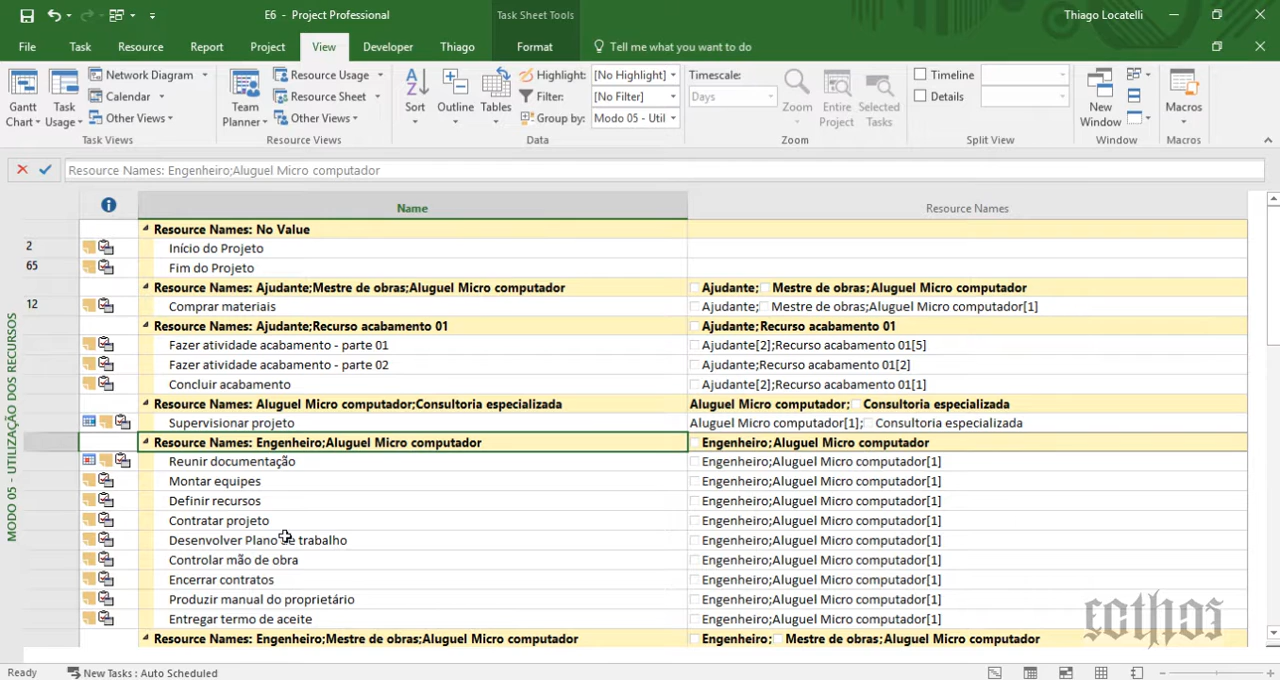 E6 - Project Professional
Task Sheet Tools
Thiago Locatelli
File Task Resource Report Project View Developer Thiago Format Tell me what you want to do
Gantt Chart
Task Usage
Network Diagram
Calendar
Other Views
Task Views
Team Planner
Resource Usage
Resource Sheet
Other Views
Resource Views
Sort
Outline
Tables
Highlight: [No Highlight]
Filter: [No Filter]
Group by: Modo 05 - Util
Data
Timescale:
Days
Zoom
Entire Project
Selected Tasks
Zoom
Timeline
Details
Split View
New Window
Window
Macros
Macros
Resource Names: Engenheiro;Aluguel Micro computador
Name Resource Names
Resource Names: No Value
2 Início do Projeto
65 Fim do Projeto
Resource Names: Ajudante;Mestre de obras;Aluguel Micro computador Ajudante; Mestre de obras;Aluguel Micro computador
12 Comprar materiais Ajudante; Mestre de obras;Aluguel Micro computador[1]
Resource Names: Ajudante;Recurso acabamento 01 Ajudante;Recurso acabamento 01
Fazer atividade acabamento - parte 01 Ajudante[2];Recurso acabamento 01[5]
Fazer atividade acabamento - parte 02 Ajudante;Recurso acabamento 01[2]
Concluir acabamento Ajudante[2];Recurso acabamento 01[1]
Resource Names: Aluguel Micro computador;Consultoria especializada Aluguel Micro computador; Consultoria especializada
Supervisionar projeto Aluguel Micro computador[1]; Consultoria especializada
Resource Names: Engenheiro;Aluguel Micro computador Engenheiro;Aluguel Micro computador
Reunir documentação Engenheiro;Aluguel Micro computador[1]
Montar equipes Engenheiro;Aluguel Micro computador[1]
Definir recursos Engenheiro;Aluguel Micro computador[1]
Contratar projeto Engenheiro;Aluguel Micro computador[1]
Desenvolver Plano de trabalho Engenheiro;Aluguel Micro computador[1]
Controlar mão de obra Engenheiro;Aluguel Micro computador[1]
Encerrar contratos Engenheiro;Aluguel Micro computador[1]
Produzir manual do proprietário Engenheiro;Aluguel Micro computador[1]
Entregar termo de aceite Engenheiro;Aluguel Micro computador[1]
Resource Names: Engenheiro;Mestre de obras;Aluguel Micro computador Engenheiro; Mestre de obras;Aluguel Micro computador
MODO 05 - UTILIZAÇÃO DOS RECURSOS
Ready New Tasks : Auto Scheduled